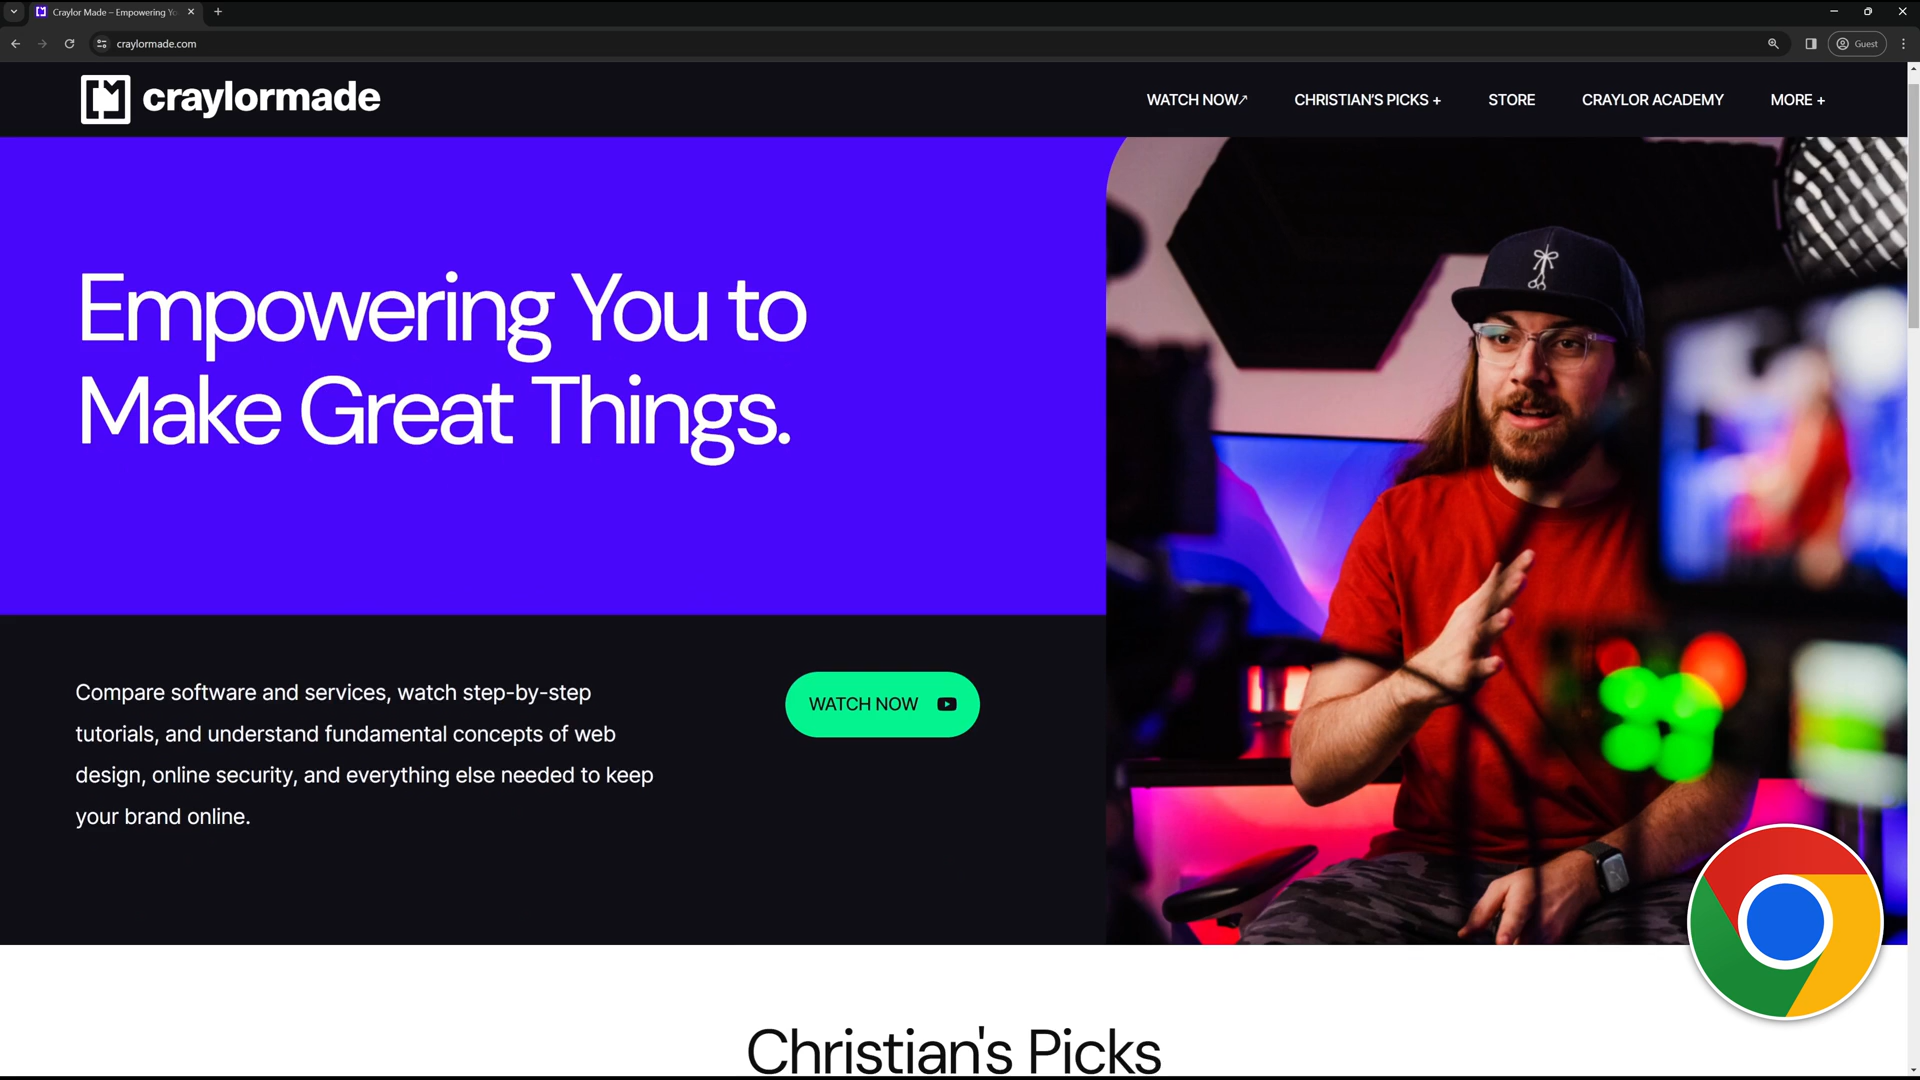 Craylor Made – Empowering Yo
craylormade.com
Guest
craylormade
WATCH NOW↗ CHRISTIAN'S PICKS + STORE CRAYLOR ACADEMY MORE +
Empowering You to
Make Great Things.
Compare software and services, watch step-by-step
tutorials, and understand fundamental concepts of web
design, online security, and everything else needed to keep
your brand online.
WATCH NOW
Christian's Picks